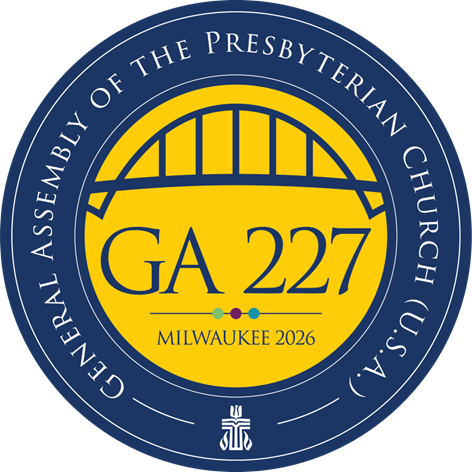 GENERAL ASSEMBLY OF THE PRESBYTERIAN CHURCH (U.S.A.)
GA 227
MILWAUKEE 2026